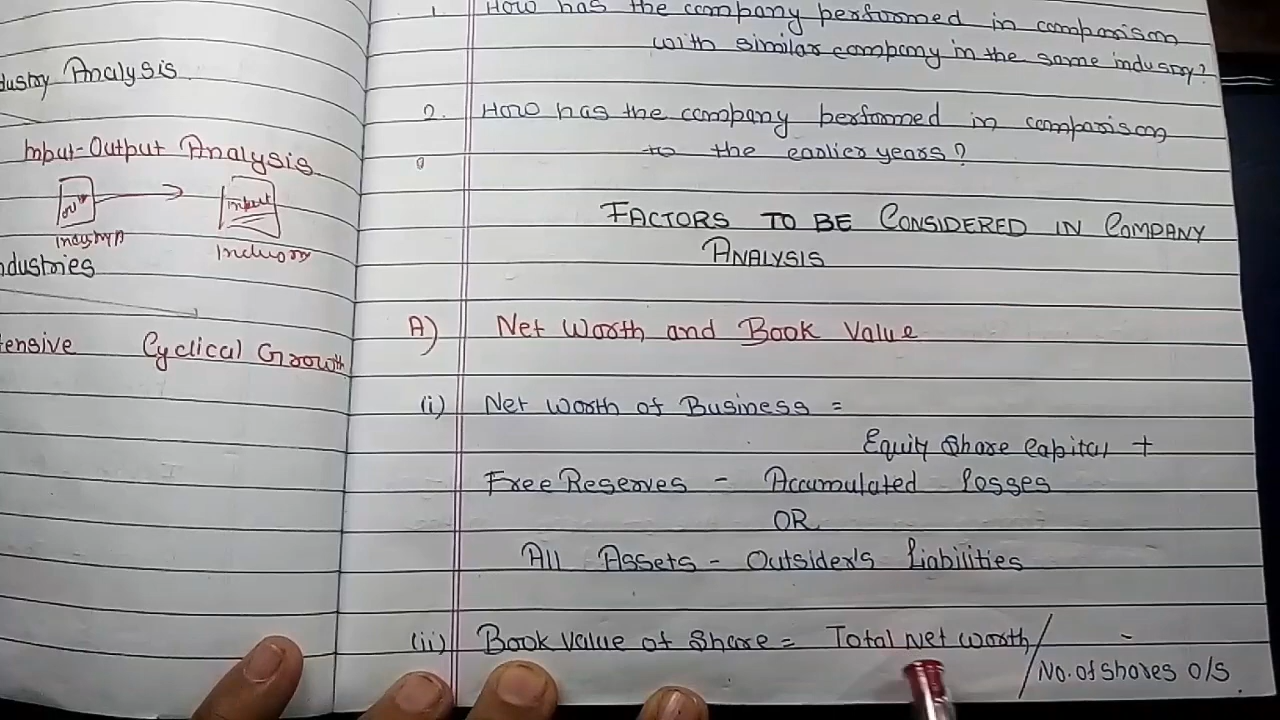 dustry Analysis
Input-Output Analysis
input
Industry A
Industry
ndustries
ensive Cyclical Growth
1. How has the company performed in comparison
with similar company in the same industry?
2. How has the company performed in comparison
to the earlier years?
FACTORS TO BE CONSIDERED IN COMPANY
ANALYSIS
A) Net Worth and Book Value
(i) Net Worth of Business =
Equity Share Capital +
Free Reserves - Accumulated Losses
OR
All Assets - Outsider's Liabilities
(ii) Book Value of Share = Total Net worth /
No. of Shares O/S.